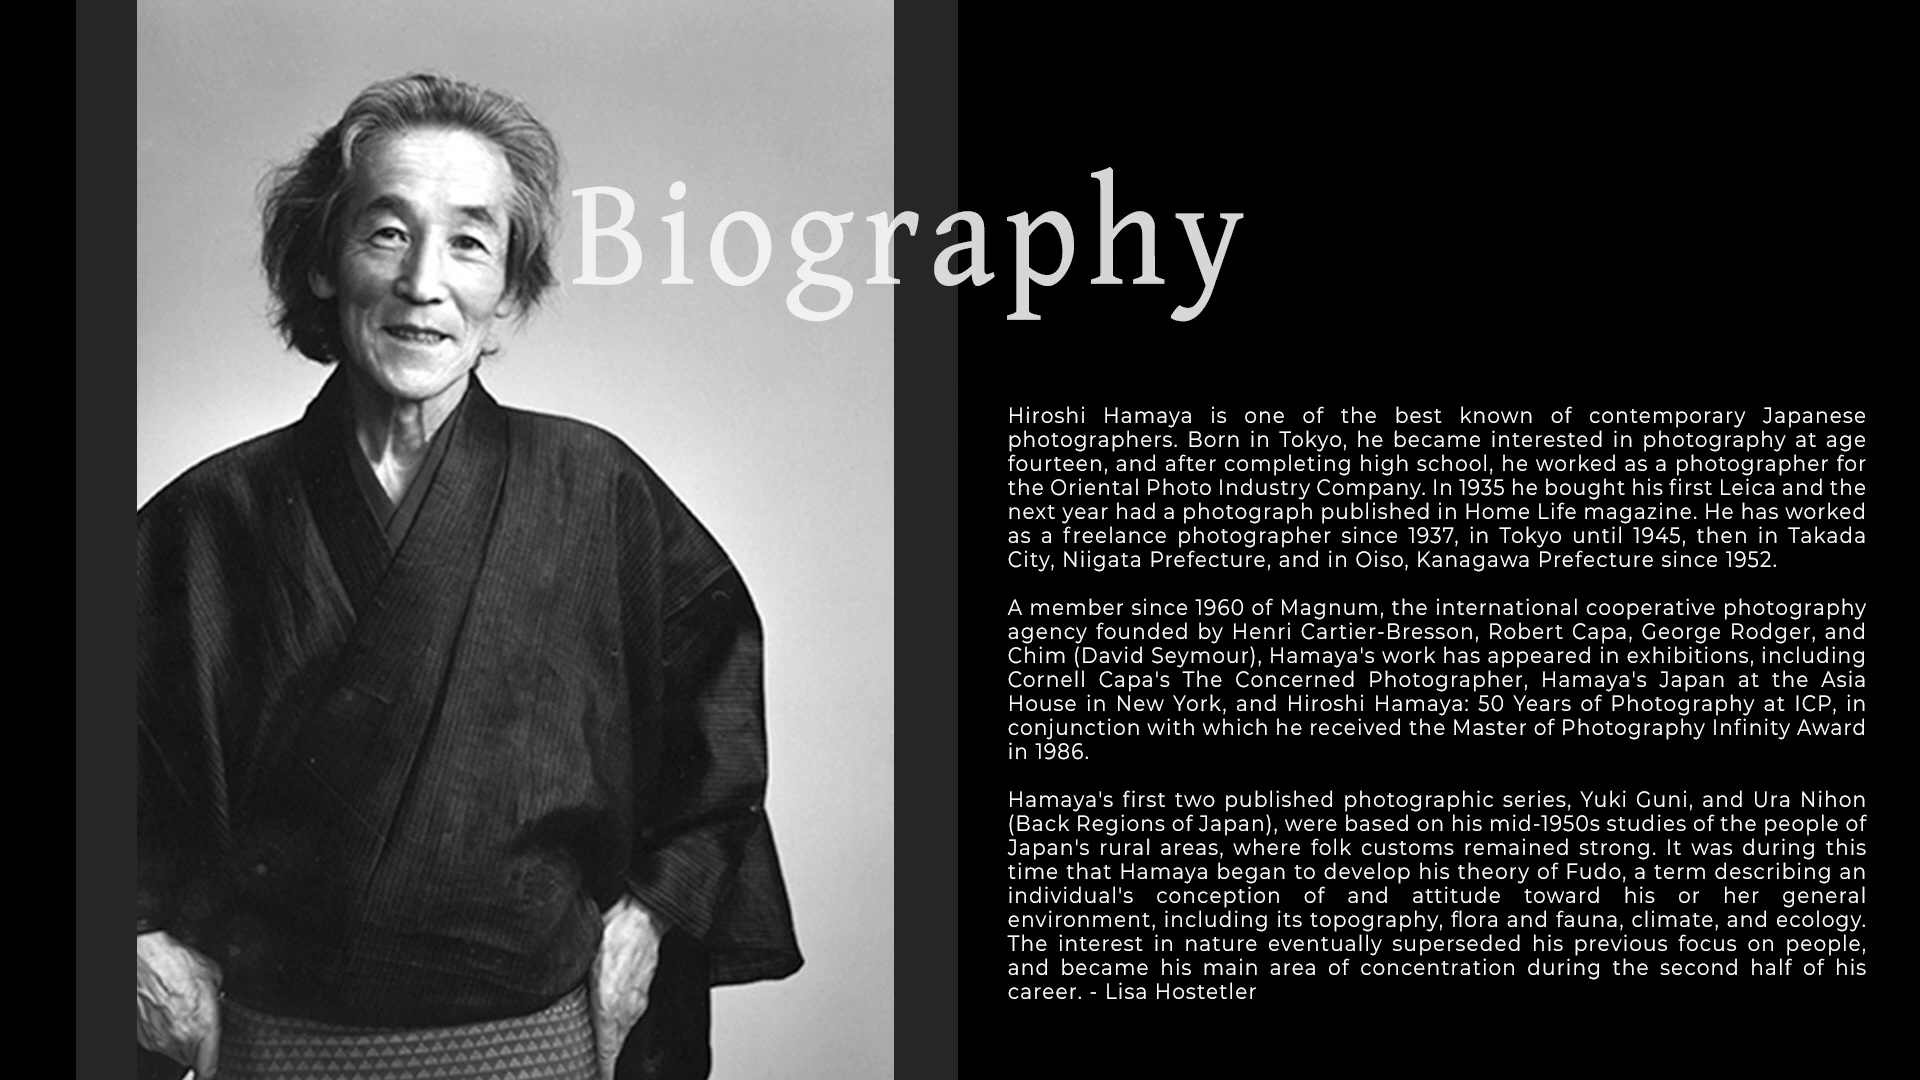 Biography
Hiroshi Hamaya is one of the best known of contemporary Japanese
photographers. Born in Tokyo, he became interested in photography at age
fourteen, and after completing high school, he worked as a photographer for
the Oriental Photo Industry Company. In 1935 he bought his first Leica and the
next year had a photograph published in Home Life magazine. He has worked
as a freelance photographer since 1937, in Tokyo until 1945, then in Takada
City, Niigata Prefecture, and in Oiso, Kanagawa Prefecture since 1952.
A member since 1960 of Magnum, the international cooperative photography
agency founded by Henri Cartier-Bresson, Robert Capa, George Rodger, and
Chim (David Seymour), Hamaya's work has appeared in exhibitions, including
Cornell Capa's The Concerned Photographer, Hamaya's Japan at the Asia
House in New York, and Hiroshi Hamaya: 50 Years of Photography at ICP, in
conjunction with which he received the Master of Photography Infinity Award
in 1986.
Hamaya's first two published photographic series, Yuki Guni, and Ura Nihon
(Back Regions of Japan), were based on his mid-1950s studies of the people of
Japan's rural areas, where folk customs remained strong. It was during this
time that Hamaya began to develop his theory of Fudo, a term describing an
individual's conception of and attitude toward his or her general
environment, including its topography, flora and fauna, climate, and ecology.
The interest in nature eventually superseded his previous focus on people,
and became his main area of concentration during the second half of his
career. - Lisa Hostetler